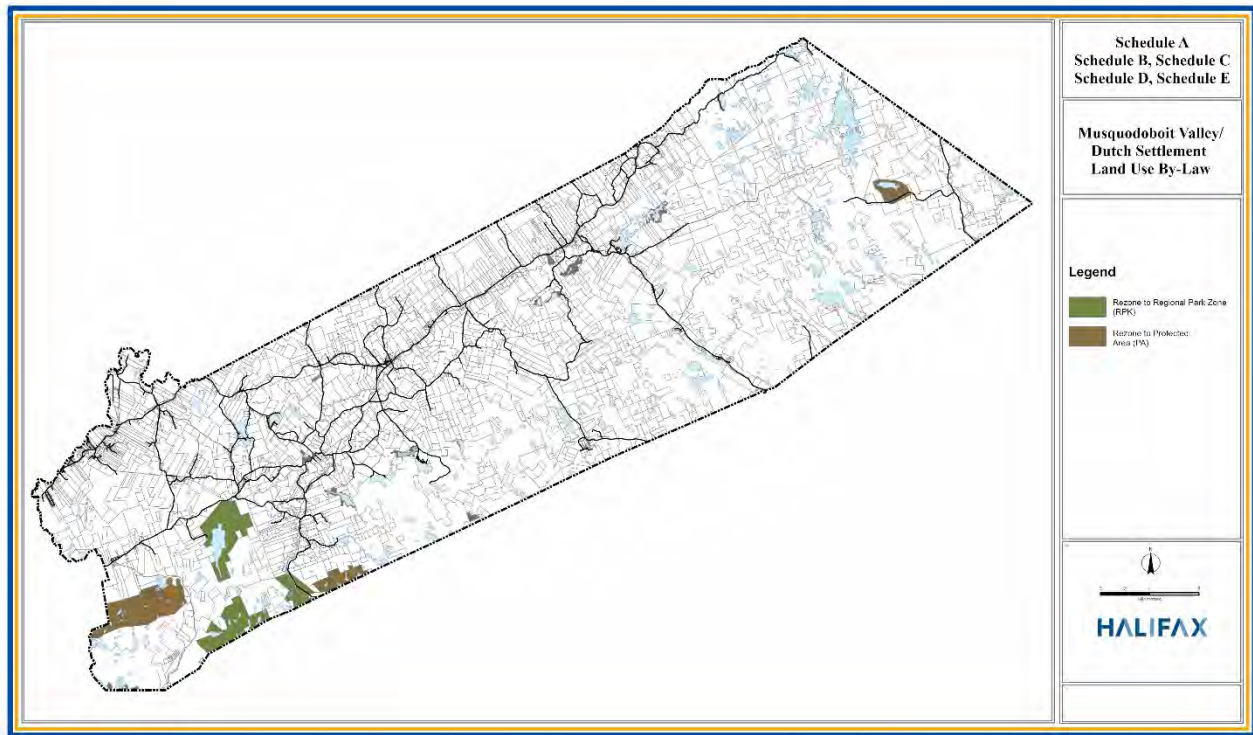 Schedule A
Schedule B, Schedule C
Schedule D, Schedule E
Musquodoboit Valley/
Dutch Settlement
Land Use By-Law
Legend
Rezone to Regional Park Zone
(RPK)
Rezone to Protected
Area (PA)
HALIFAX